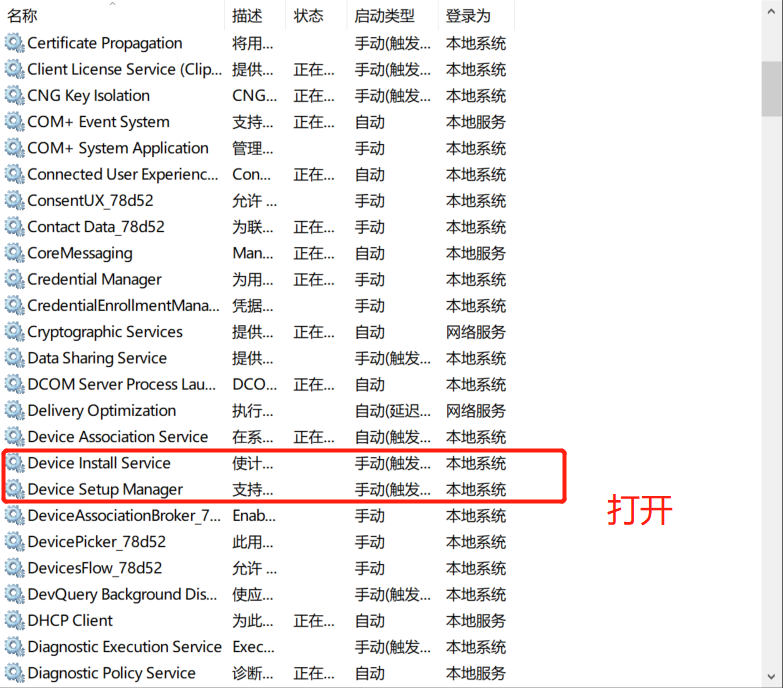 名称 描述 状态 启动类型 登录为
Certificate Propagation 将用... 手动(触发... 本地系统
Client License Service (Clip... 提供... 正在... 手动(触发... 本地系统
CNG Key Isolation CNG... 正在... 手动(触发... 本地系统
COM+ Event System 支持... 正在... 自动 本地服务
COM+ System Application 管理... 手动 本地系统
Connected User Experienc... Con... 正在... 自动 本地系统
ConsentUX_78d52 允许 ... 手动 本地系统
Contact Data_78d52 为联... 正在... 手动 本地系统
CoreMessaging Man... 正在... 自动 本地服务
Credential Manager 为用... 正在... 手动 本地系统
CredentialEnrollmentMana... 凭据... 手动 本地系统
Cryptographic Services 提供... 正在... 自动 网络服务
Data Sharing Service 提供... 手动(触发... 本地系统
DCOM Server Process Lau... DCO... 正在... 自动 本地系统
Delivery Optimization 执行... 自动(延迟... 网络服务
Device Association Service 在系... 正在... 自动(触发... 本地系统
Device Install Service 使计... 手动(触发... 本地系统
Device Setup Manager 支持... 手动(触发... 本地系统
打开
DeviceAssociationBroker_7... Enab... 手动 本地系统
DevicePicker_78d52 此用... 手动 本地系统
DevicesFlow_78d52 允许 ... 手动 本地系统
DevQuery Background Dis... 使应... 手动(触发... 本地系统
DHCP Client 为此... 正在... 自动 本地服务
Diagnostic Execution Service Exec... 手动(触发... 本地系统
Diagnostic Policy Service 诊断... 正在... 自动 本地服务